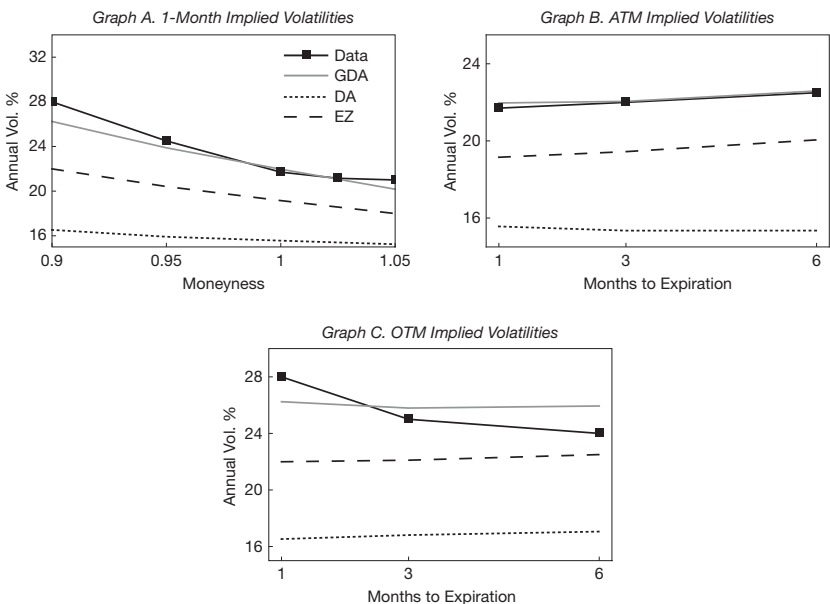 Graph A. 1-Month Implied Volatilities
32
28
24
20
16
0.9
0.95
1
1.05
Annual Vol. %
Moneyness
Data
GDA
DA
EZ
Graph B. ATM Implied Volatilities
24
20
16
1
3
6
Annual Vol. %
Months to Expiration
Graph C. OTM Implied Volatilities
28
24
20
16
1
3
6
Annual Vol. %
Months to Expiration